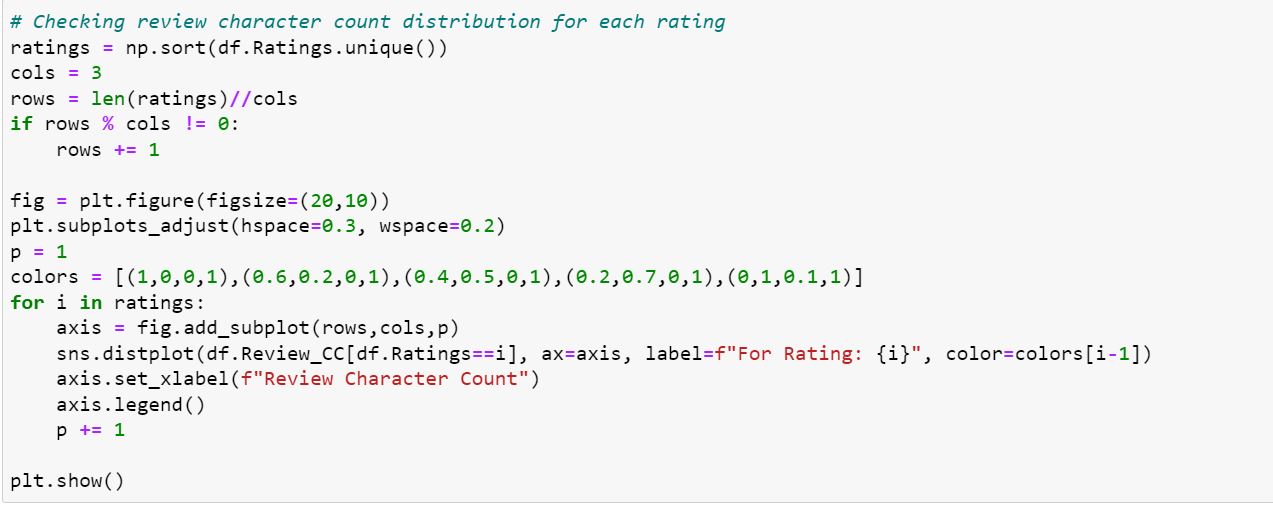 # Checking review character count distribution for each rating
ratings = np.sort(df.Ratings.unique())
cols = 3
rows = len(ratings)//cols
if rows % cols != 0:
    rows += 1

fig = plt.figure(figsize=(20,10))
plt.subplots_adjust(hspace=0.3, wspace=0.2)
p = 1
colors = [(1,0,0,1),(0.6,0.2,0,1),(0.4,0.5,0,1),(0.2,0.7,0,1),(0,1,0.1,1)]
for i in ratings:
    axis = fig.add_subplot(rows,cols,p)
    sns.distplot(df.Review_CC[df.Ratings==i], ax=axis, label=f"For Rating: {i}", color=colors[i-1])
    axis.set_xlabel(f"Review Character Count")
    axis.legend()
    p += 1

plt.show()